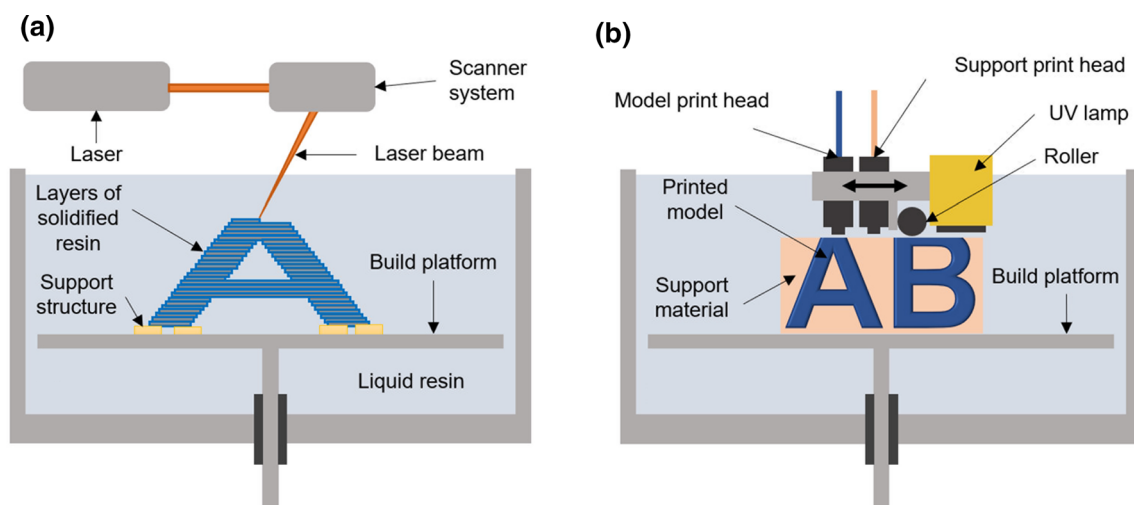 (a)
Scanner
system
Laser
Laser beam
Layers of
solidified
resin
Support
structure
Build platform
Liquid resin
A
(b)
Support print head
Model print head
UV lamp
Roller
Printed
model
Support
material
Build platform
AB